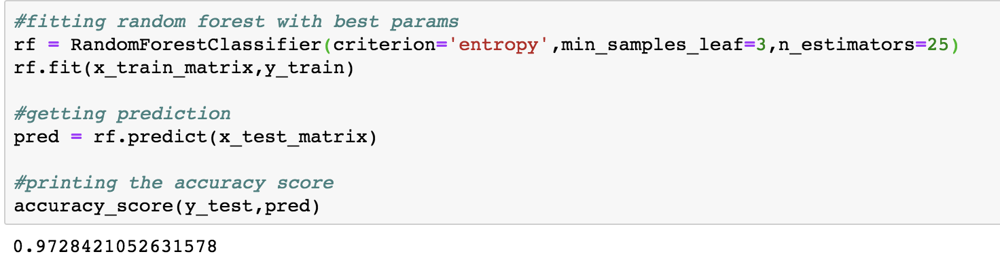 #fitting random forest with best params
rf = RandomForestClassifier(criterion='entropy',min_samples_leaf=3,n_estimators=25)
rf.fit(x_train_matrix,y_train)
#getting prediction
pred = rf.predict(x_test_matrix)
#printing the accuracy score
accuracy_score(y_test,pred)
0.9728421052631578